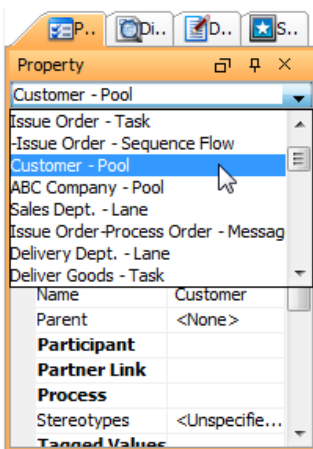 P.. Di.. D.. S..
Property
Customer - Pool
Issue Order - Task
-Issue Order - Sequence Flow
Customer - Pool
ABC Company - Pool
Sales Dept. - Lane
Issue Order-Process Order - Messag
Delivery Dept. - Lane
Deliver Goods - Task
Name Customer
Parent <None>
Participant
Partner Link
Process
Stereotypes <Unspecifie...
Tagged Values